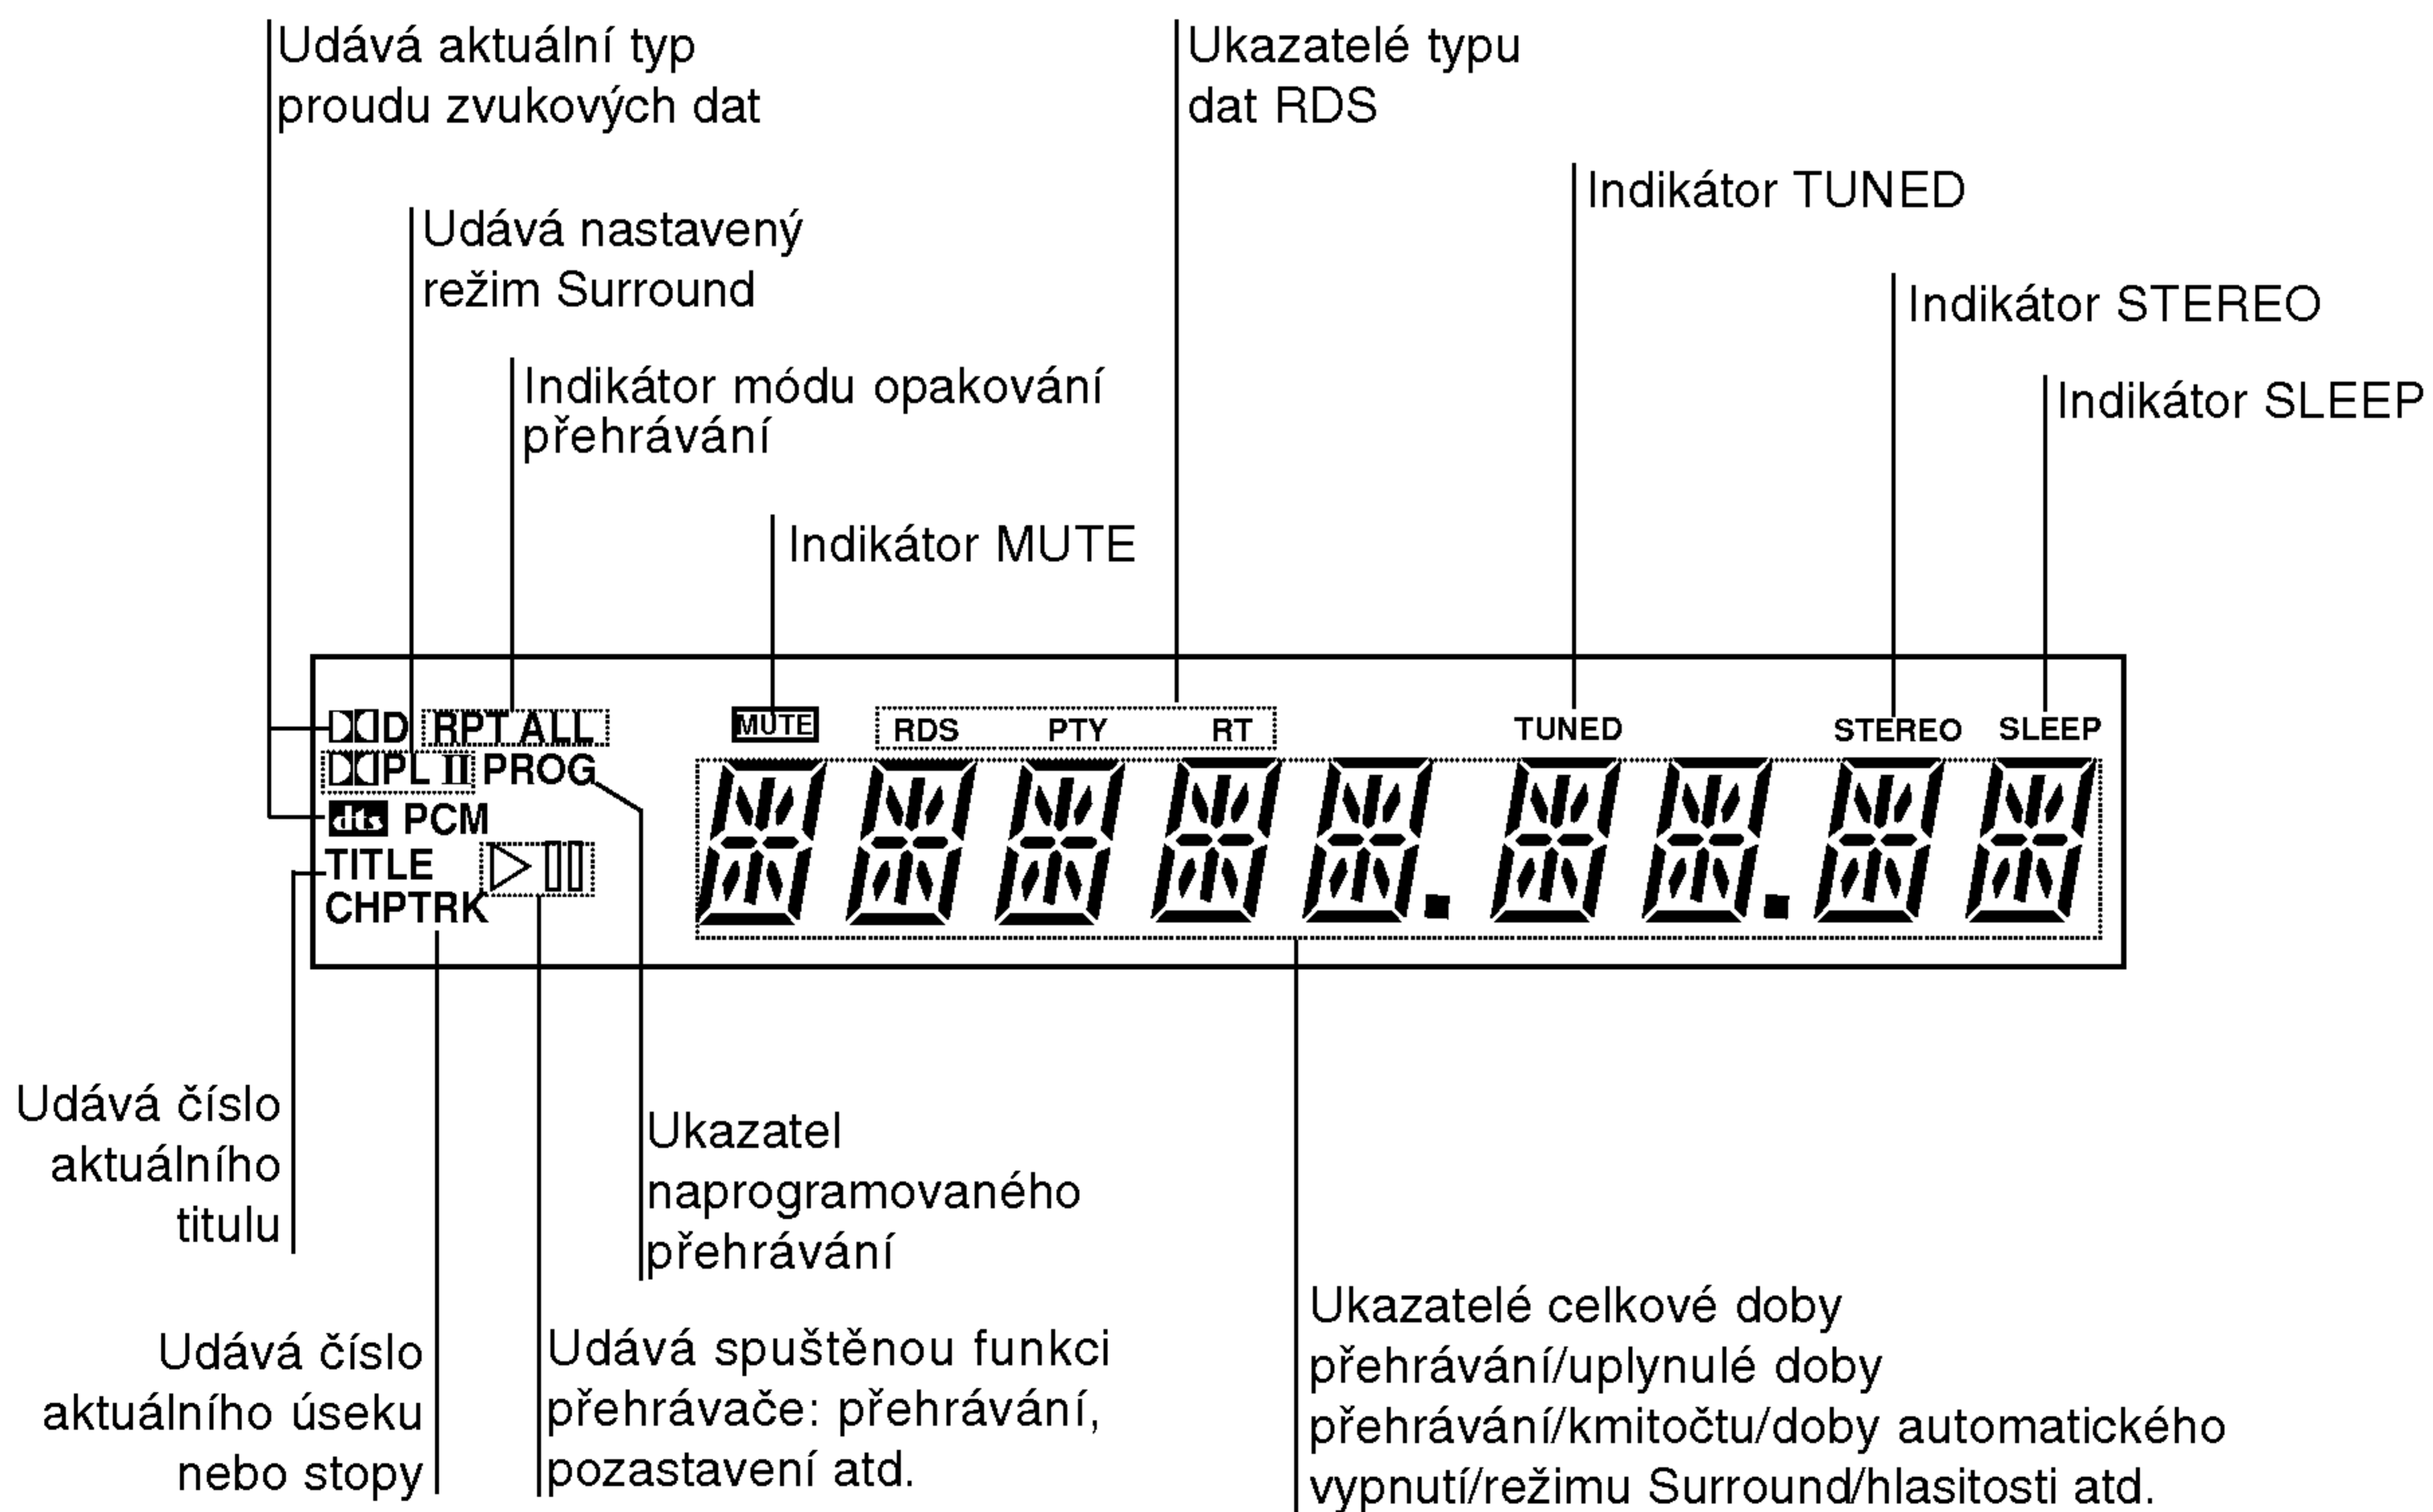 Udává aktuální typ
proudu zvukových dat
Ukazatelé typu
dat RDS
Indikátor TUNED
Udává nastavený
režim Surround
Indikátor STEREO
Indikátor módu opakování
přehrávání
Indikátor SLEEP
Indikátor MUTE
D RPT ALL MUTE RDS PTY RT TUNED STEREO SLEEP
PL II PROG
dts PCM
TITLE
CHPTRK
Udává číslo
aktuálního
titulu
Ukazatel
naprogramovaného
přehrávání
Udává číslo
aktuálního úseku
nebo stopy
Udává spuštěnou funkci
přehrávače: přehrávání,
pozastavení atd.
Ukazatelé celkové doby
přehrávání/uplynulé doby
přehrávání/kmitočtu/doby automatického
vypnutí/režimu Surround/hlasitosti atd.